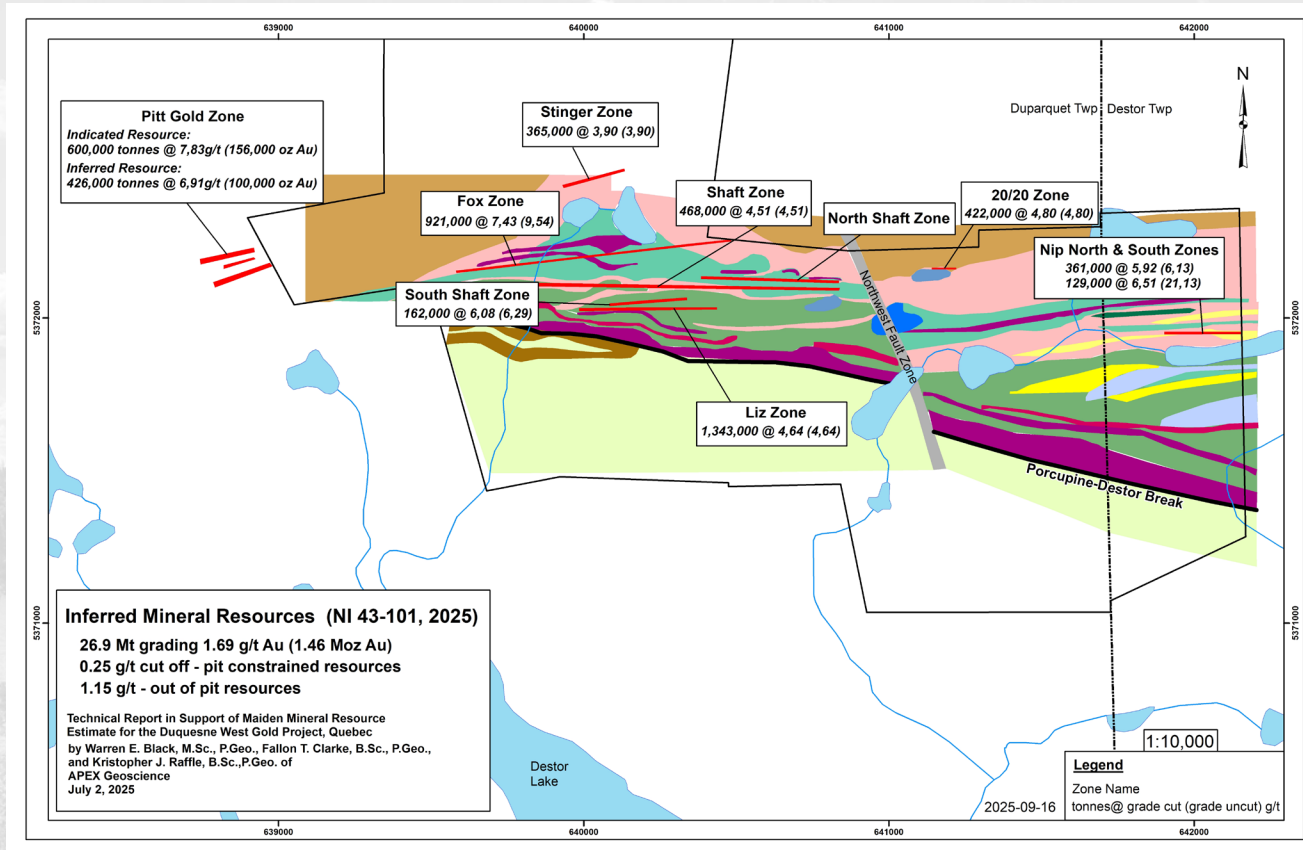 639000
640000
641000
642000
N
Duparquet Twp
Destor Twp
Pitt Gold Zone
Indicated Resource:
600,000 tonnes @ 7,83g/t (156,000 oz Au)
Inferred Resource:
426,000 tonnes @ 6,91g/t (100,000 oz Au)
Stinger Zone
365,000 @ 3,90 (3,90)
Fox Zone
921,000 @ 7,43 (9,54)
Shaft Zone
468,000 @ 4,51 (4,51)
North Shaft Zone
20/20 Zone
422,000 @ 4,80 (4,80)
Nip North & South Zones
361,000 @ 5,92 (6,13)
129,000 @ 6,51 (21,13)
South Shaft Zone
162,000 @ 6,08 (6,29)
5372000
5372000
Northwest Fault Zone
Liz Zone
1,343,000 @ 4,64 (4,64)
Porcupine-Destor Break
5371000
5371000
Inferred Mineral Resources (NI 43-101, 2025)
26.9 Mt grading 1.69 g/t Au (1.46 Moz Au)
0.25 g/t cut off - pit constrained resources
1.15 g/t - out of pit resources
Technical Report in Support of Maiden Mineral Resource
Estimate for the Duquesne West Gold Project, Quebec
by Warren E. Black, M.Sc., P.Geo., Fallon T. Clarke, B.Sc., P.Geo.,
and Kristopher J. Raffle, B.Sc.,P.Geo. of
APEX Geoscience
July 2, 2025
Destor
Lake
1:10,000
2025-09-16
Legend
Zone Name
tonnes@ grade cut (grade uncut) g/t
639000
640000
641000
642000